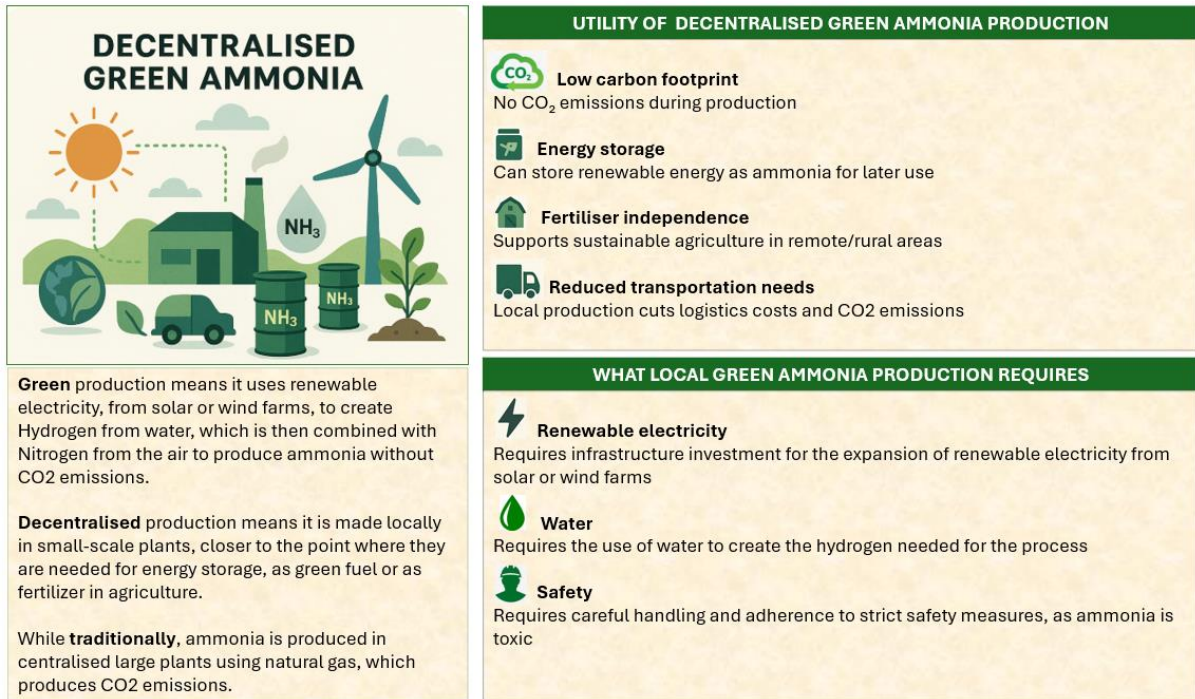 DECENTRALISED
GREEN AMMONIA
NH₃
NH₃
NH₃
Green production means it uses renewable
electricity, from solar or wind farms, to create
Hydrogen from water, which is then combined with
Nitrogen from the air to produce ammonia without
CO2 emissions.
Decentralised production means it is made locally
in small-scale plants, closer to the point where they
are needed for energy storage, as green fuel or as
fertilizer in agriculture.
While traditionally, ammonia is produced in
centralised large plants using natural gas, which
produces CO2 emissions.
UTILITY OF DECENTRALISED GREEN AMMONIA PRODUCTION
CO₂
Low carbon footprint
No CO₂ emissions during production
Energy storage
Can store renewable energy as ammonia for later use
Fertiliser independence
Supports sustainable agriculture in remote/rural areas
Reduced transportation needs
Local production cuts logistics costs and CO2 emissions
WHAT LOCAL GREEN AMMONIA PRODUCTION REQUIRES
Renewable electricity
Requires infrastructure investment for the expansion of renewable electricity from
solar or wind farms
Water
Requires the use of water to create the hydrogen needed for the process
Safety
Requires careful handling and adherence to strict safety measures, as ammonia is
toxic